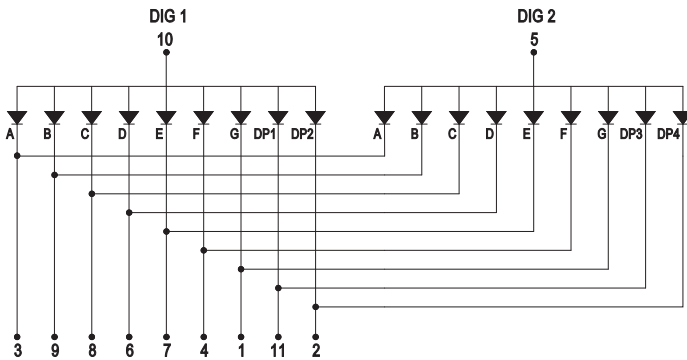 DIG 1 DIG 2
10 5
A B C D E F G DP1 DP2 A B C D E F G DP3 DP4
3 9 8 6 7 4 1 11 2